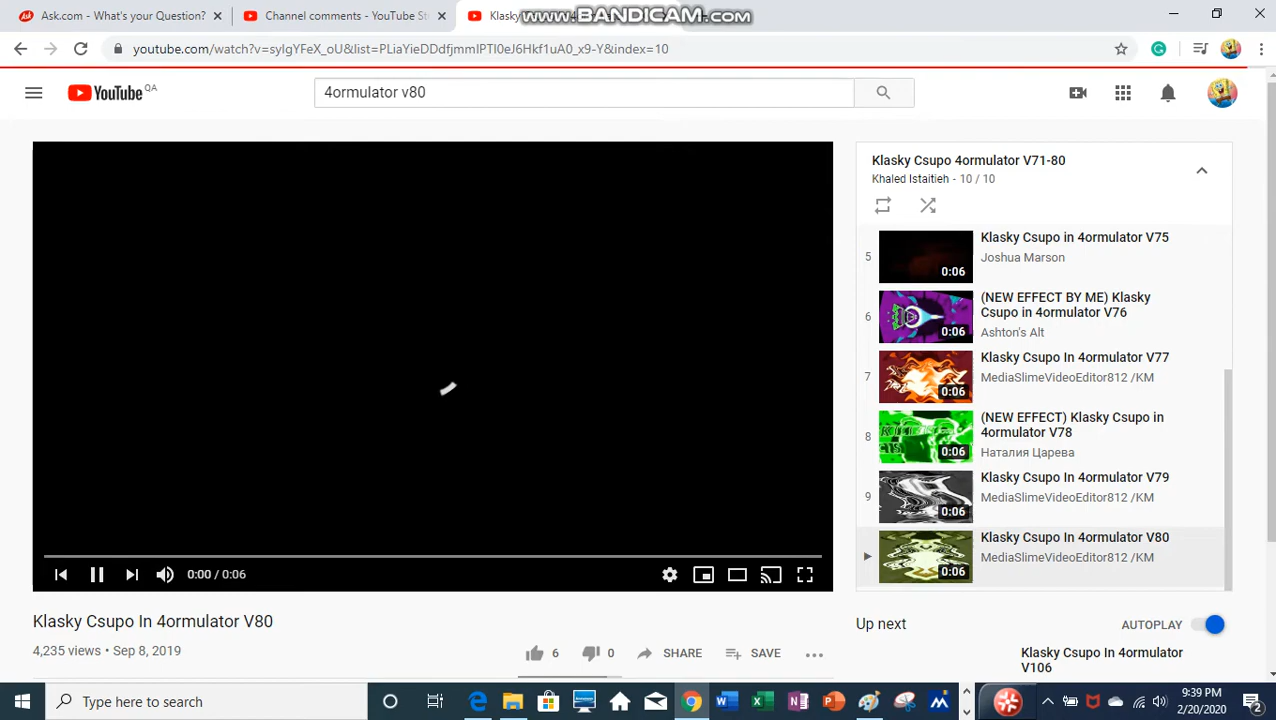 Ask.com - What's your Question?
Channel comments - YouTube St
Klasky
www.BANDICAM.com
youtube.com/watch?v=syIgYFeX_oU&list=PLiaYieDDdfjmmIPTI0eJ6Hkf1uA0_x9-Y&index=10
YouTube QA
4ormulator v80
Klasky Csupo 4ormulator V71-80
Khaled Istaitieh - 10 / 10
5
0:06
Klasky Csupo in 4ormulator V75
Joshua Marson
6
0:06
(NEW EFFECT BY ME) Klasky
Csupo in 4ormulator V76
Ashton's Alt
7
0:06
Klasky Csupo In 4ormulator V77
MediaSlimeVideoEditor812 /KM
8
0:06
(NEW EFFECT) Klasky Csupo in
4ormulator V78
Наталия Царева
9
0:06
Klasky Csupo In 4ormulator V79
MediaSlimeVideoEditor812 /KM
0:06
Klasky Csupo In 4ormulator V80
MediaSlimeVideoEditor812 /KM
0:00 / 0:06
Klasky Csupo In 4ormulator V80
4,235 views • Sep 8, 2019
6
0
SHARE
SAVE
Up next
AUTOPLAY
Klasky Csupo In 4ormulator
V106
Type here to search
9:39 PM
2/20/2020
2